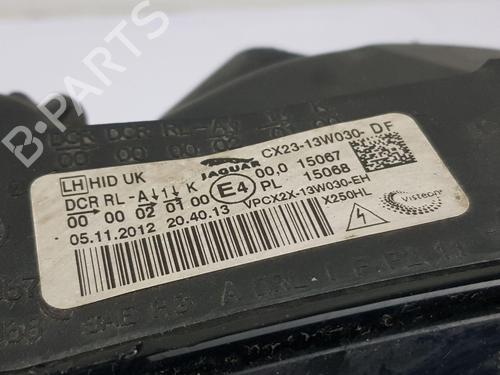 JAGUAR
CX23-13W030-DF
LH HID UK
DCR RL-A K
E4
00,0 15067
PL 15068
00 00 02 01 00
VPCX2X-13W030-EH
05.11.2012 20.40.13
X250HL
Visteon
B PARTS